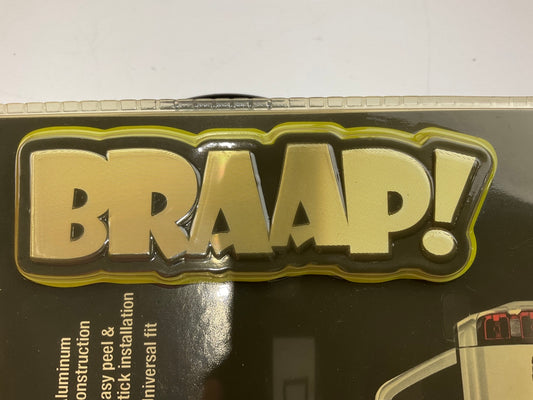 BRAAP!
luminum
onstruction
asy peel &
tick installation
niversal fit